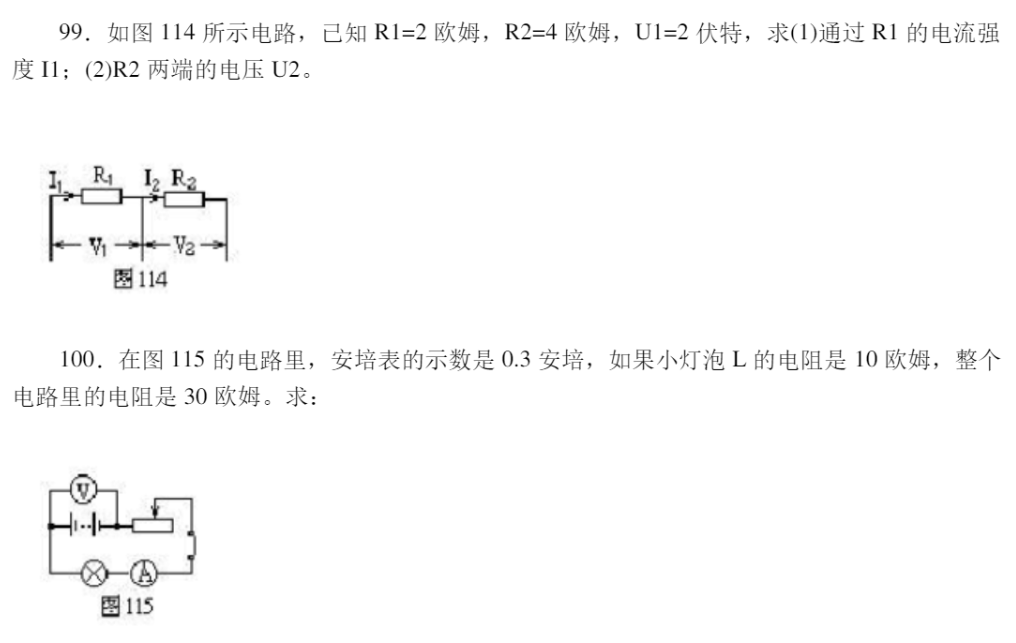 99．如图 114 所示电路，已知 R1=2 欧姆，R2=4 欧姆，U1=2 伏特，求(1)通过 R1 的电流强
度 I1；(2)R2 两端的电压 U2。
I1 R1 I2 R2
V1 V2
图 114
100．在图 115 的电路里，安培表的示数是 0.3 安培，如果小灯泡 L 的电阻是 10 欧姆，整个
电路里的电阻是 30 欧姆。求：
V
A
图 115